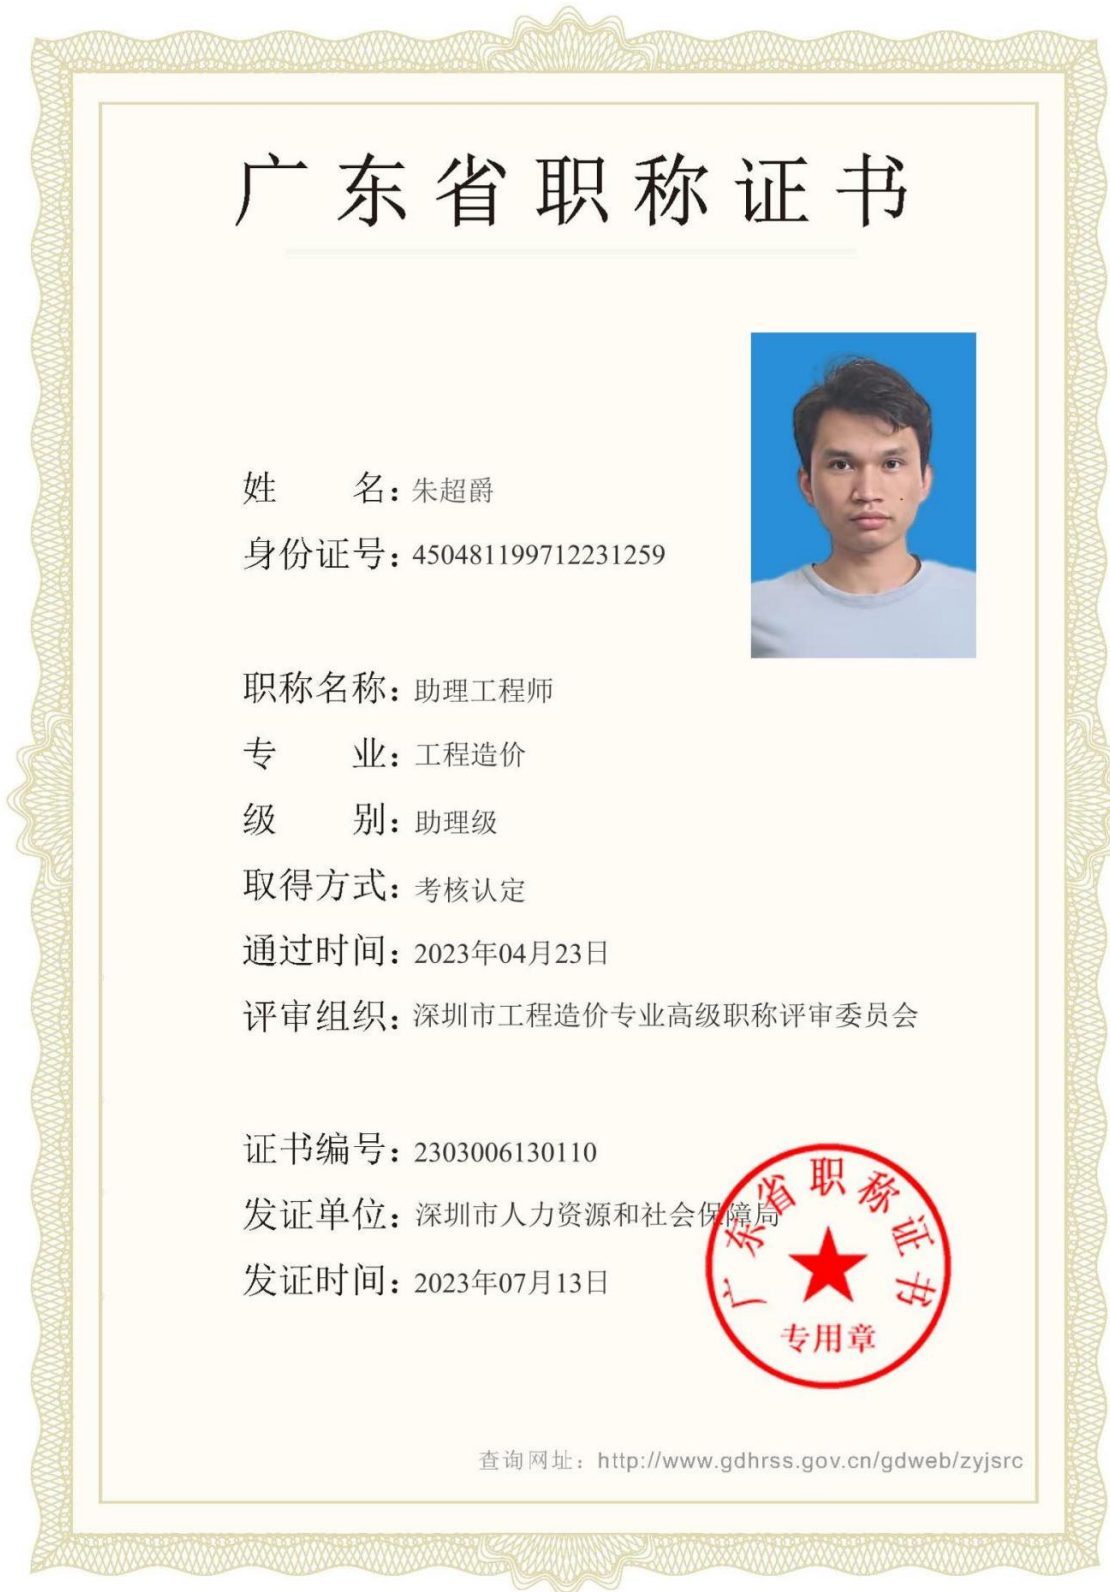 广东省职称证书
姓 名：朱超爵
身份证号：450481199712231259
职称名称：助理工程师
专 业：工程造价
级 别：助理级
取得方式：考核认定
通过时间：2023年04月23日
评审组织：深圳市工程造价专业高级职称评审委员会
证书编号：2303006130110
发证单位：深圳市人力资源和社会保障局
发证时间：2023年07月13日
广东省职称证书
专用章
查询网址：http://www.gdhrss.gov.cn/gdweb/zyjsrc